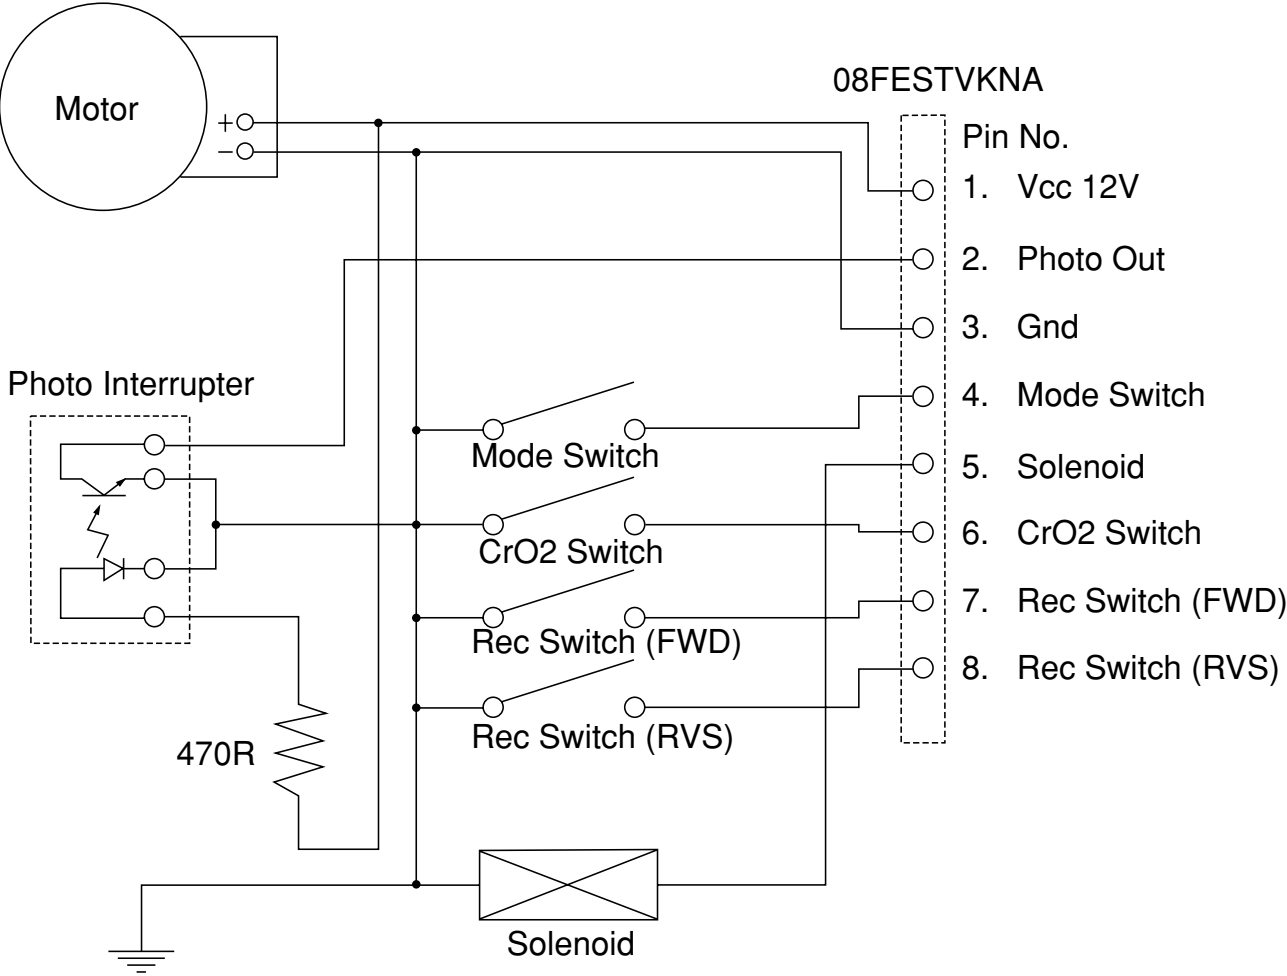 08FESTVKNA
Motor
+
−
Pin No.
1. Vcc 12V
2. Photo Out
3. Gnd
Photo Interrupter
4. Mode Switch
Mode Switch
5. Solenoid
6. CrO2 Switch
CrO2 Switch
7. Rec Switch (FWD)
Rec Switch (FWD)
8. Rec Switch (RVS)
Rec Switch (RVS)
470R
Solenoid